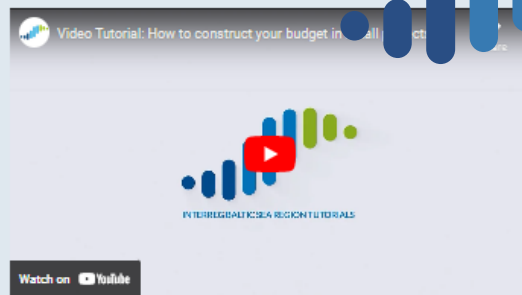 Video Tutorial: How to construct your budget in
INTERREG BALTIC SEA REGION TUTORIALS
Watch on YouTube